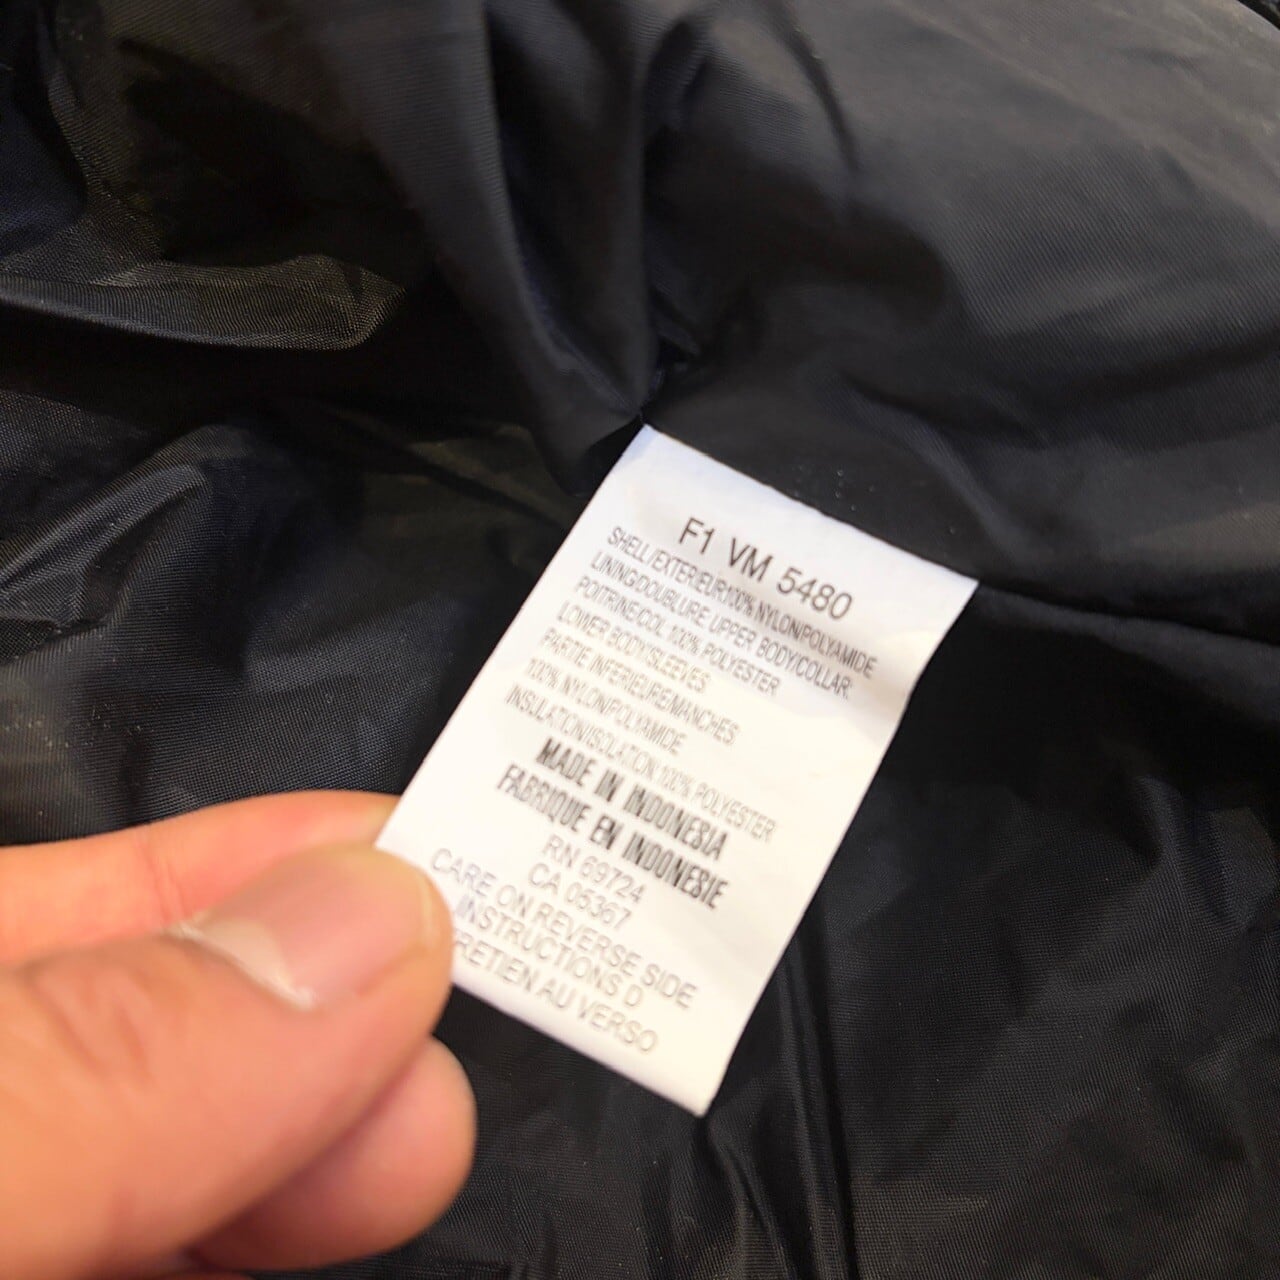 F1 VM 5480
SHELL/EXTERIEUR:100% NYLON/POLYAMIDE
LINING/DOUBLURE, UPPER BODY/COLLAR:
POITRINE/COL 100% POLYESTER
LOWER BODY/SLEEVES
PARTIE INFERIEURE/MANCHES:
100% NYLON/POLYAMIDE
INSULATION/ISOLATION:100% POLYESTER
MADE IN INDONESIA
FABRIQUE EN INDONESIE
RN 69724
CA 05367
CARE ON REVERSE SIDE
INSTRUCTIONS D
RETIEN AU VERSO